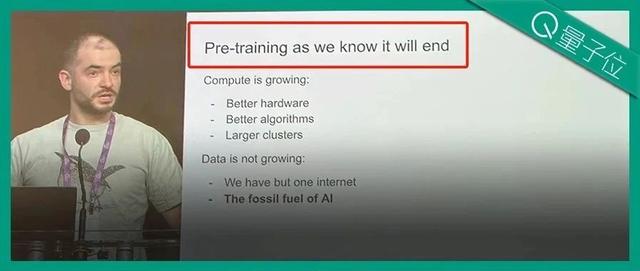 Pre-training as we know it will end
Compute is growing:
- Better hardware
- Better algorithms
- Larger clusters
Data is not growing:
- We have but one internet
- The fossil fuel of AI
量子位